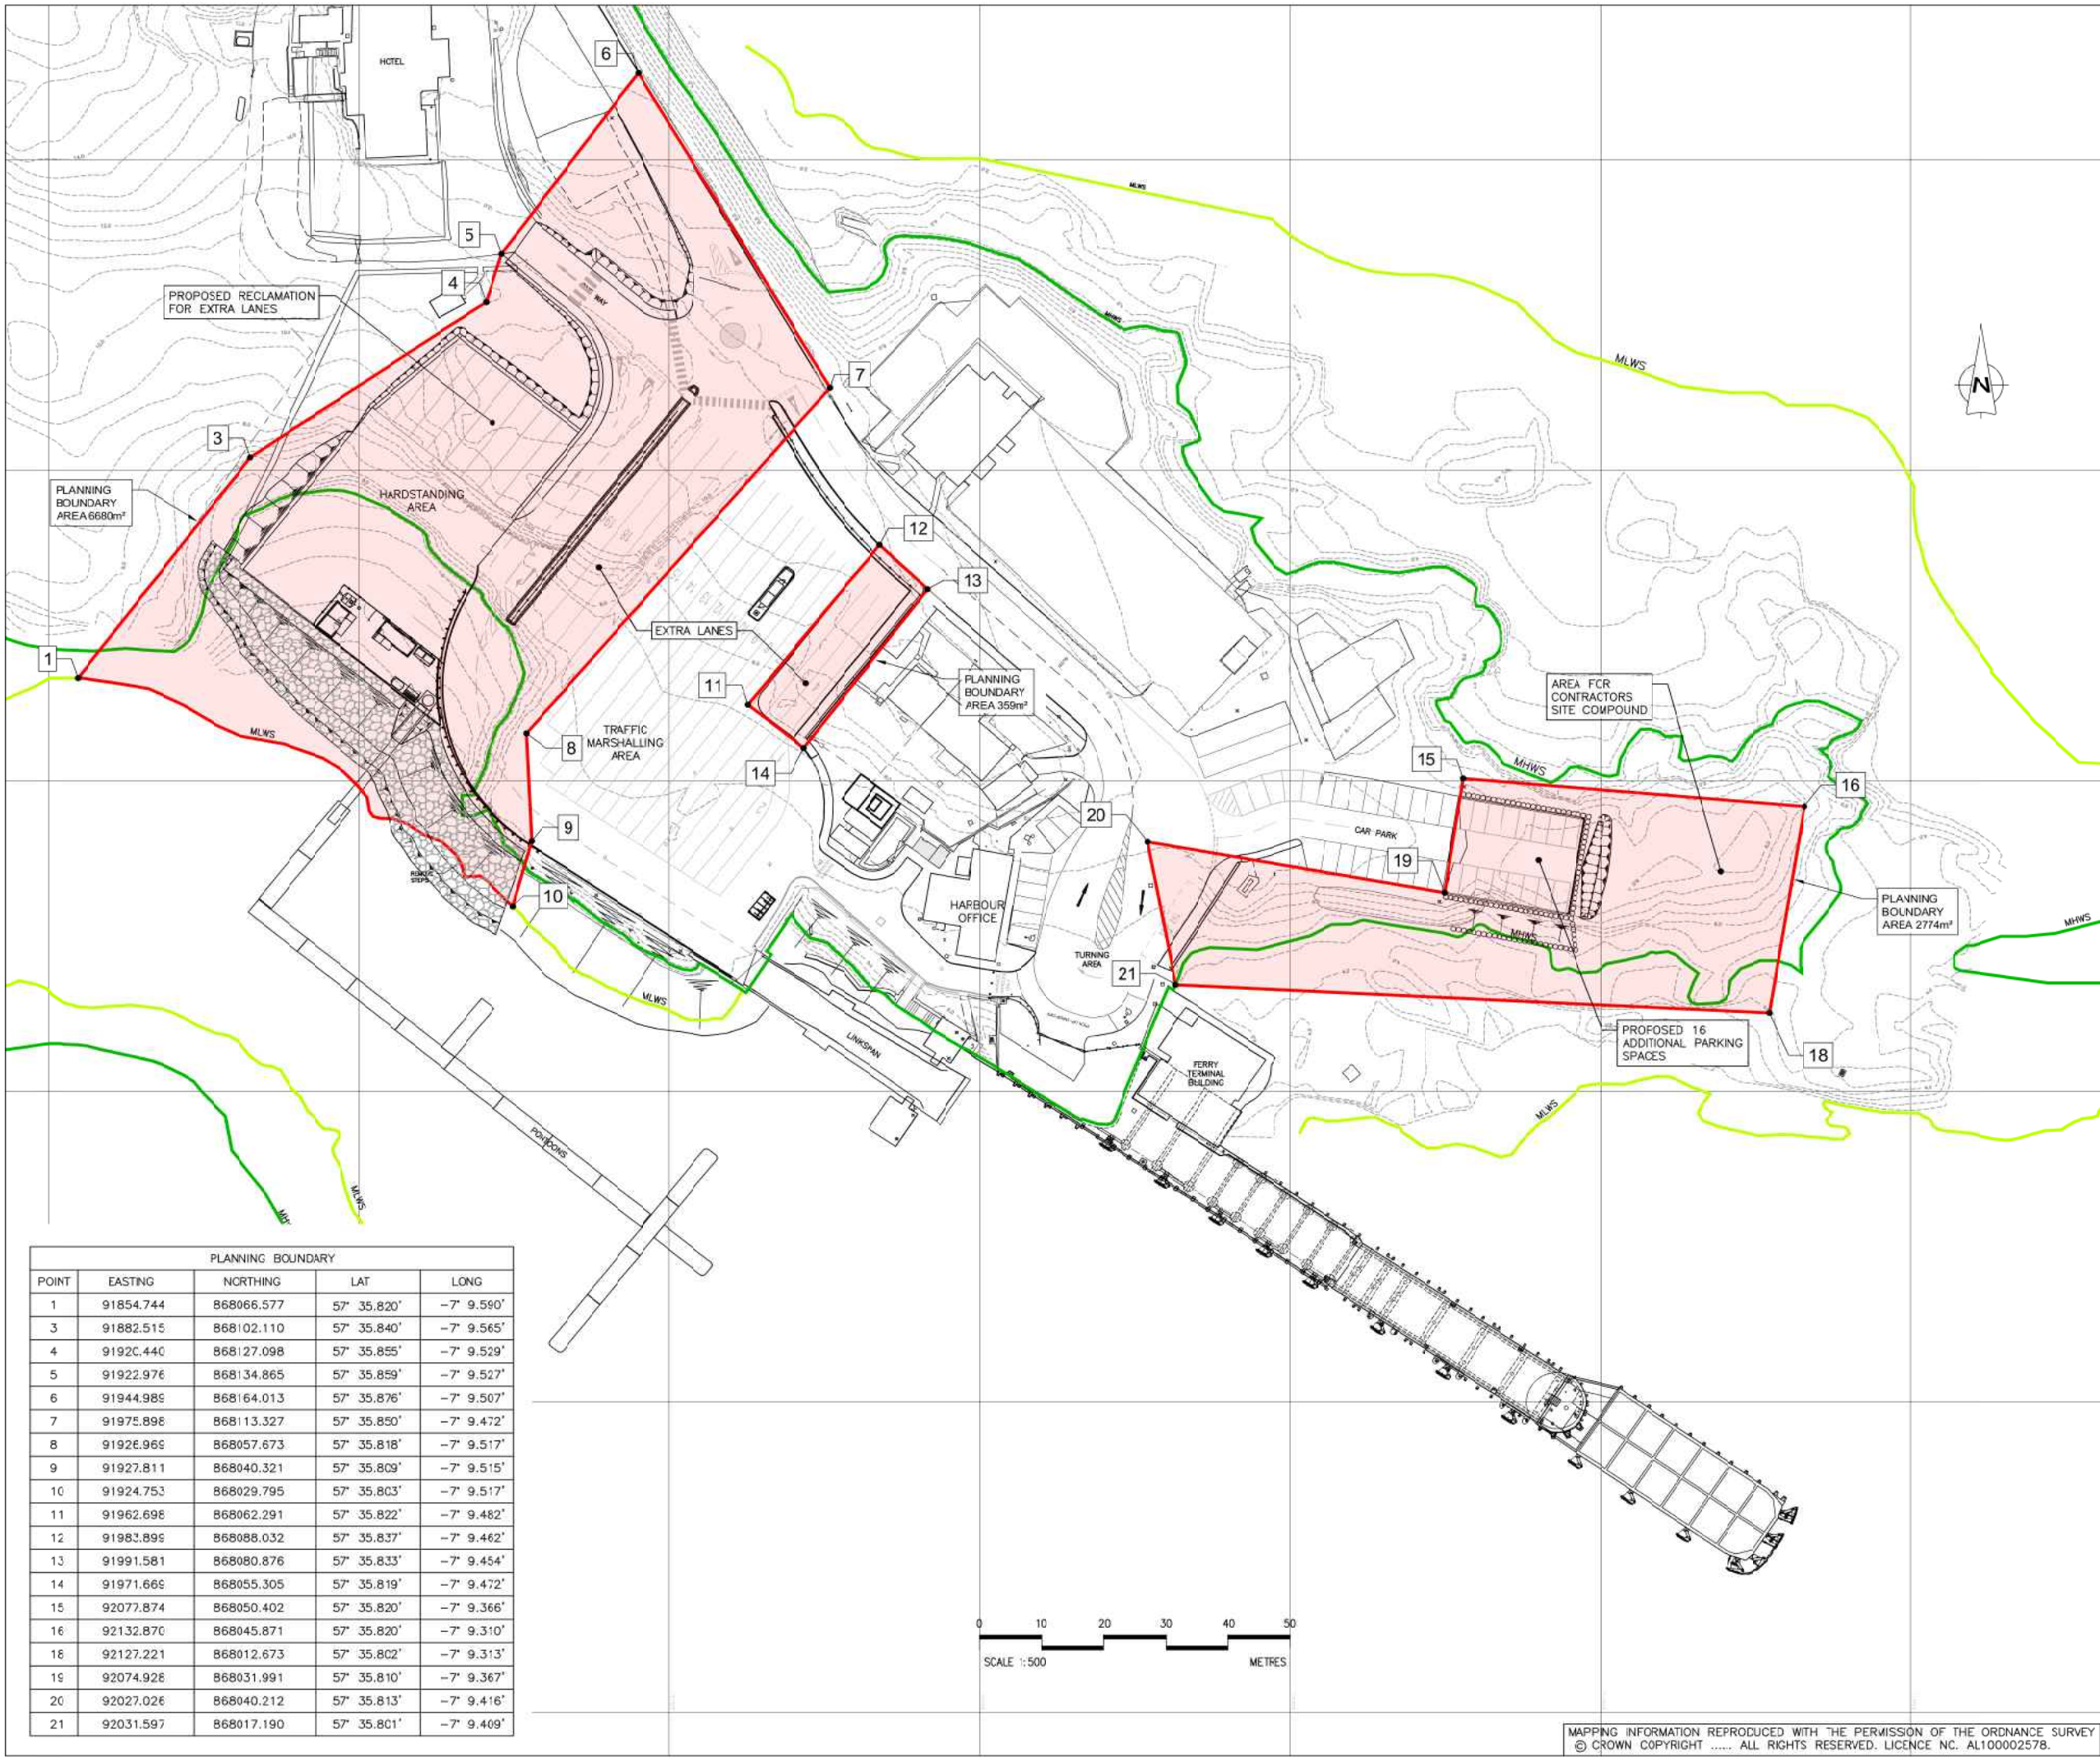 HOTEL
6
5
4
WAY
PROPOSED RECLAMATION
FOR EXTRA LANES
MLWS
MHWS
MLWS
N
7
3
PLANNING
BOUNDARY
AREA 6680m²
HARDSTANDING
AREA
12
13
EXTRA LANES
1
11
PLANNING
BOUNDARY
AREA 359m²
AREA FOR
CONTRACTORS
SITE COMPOUND
MLWS
8
TRAFFIC
MARSHALLING
AREA
14
15
MHWS
16
20
9
CAR PARK
19
10
HARBOUR
OFFICE
PLANNING
BOUNDARY
AREA 2774m²
MHWS
MHWS
TURNING
AREA
21
MLWS
LINKSPAN
PROPOSED 16
ADDITIONAL PARKING
SPACES
18
FERRY
TERMINAL
BUILDING
MLWS
PONTOONS
MLWS
PLANNING BOUNDARY
POINT EASTING NORTHING LAT LONG
1 91854.744 868066.577 57° 35.820' -7° 9.590'
3 91882.515 868102.110 57° 35.840' -7° 9.565'
4 91920.440 868127.098 57° 35.855' -7° 9.529'
5 91922.976 868134.865 57° 35.859' -7° 9.527'
6 91944.989 868164.013 57° 35.876' -7° 9.507'
7 91975.898 868113.327 57° 35.850' -7° 9.472'
8 91926.969 868057.673 57° 35.818' -7° 9.517'
9 91927.811 868040.321 57° 35.809' -7° 9.515'
10 91924.753 868029.795 57° 35.803' -7° 9.517'
11 91962.698 868062.291 57° 35.822' -7° 9.482'
12 91983.899 868088.032 57° 35.837' -7° 9.462'
13 91991.581 868080.876 57° 35.833' -7° 9.454'
14 91971.669 868055.305 57° 35.819' -7° 9.472'
15 92077.874 868050.402 57° 35.820' -7° 9.366'
16 92132.870 868045.871 57° 35.820' -7° 9.310'
18 92127.221 868012.673 57° 35.802' -7° 9.313'
19 92074.928 868031.991 57° 35.810' -7° 9.367'
20 92027.026 868040.212 57° 35.813' -7° 9.416'
21 92031.597 868017.190 57° 35.801' -7° 9.409'
0 10 20 30 40 50
SCALE 1:500 METRES
MAPPING INFORMATION REPRODUCED WITH THE PERMISSION OF THE ORDNANCE SURVEY
© CROWN COPYRIGHT ...... ALL RIGHTS RESERVED. LICENCE NO. AL100002578.